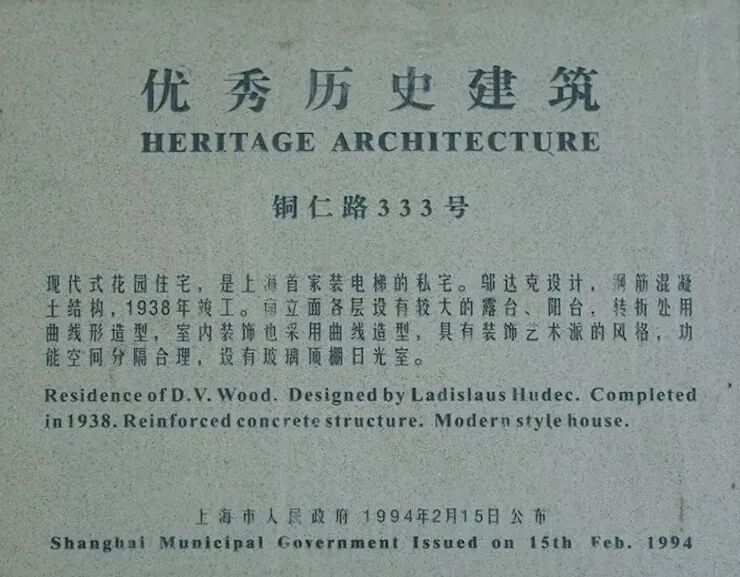 优秀历史建筑
HERITAGE ARCHITECTURE
铜仁路333号
现代式花园住宅，是上海首家装电梯的私宅。邬达克设计，钢筋混凝
土结构，1938年竣工。南立面各层设有较大的露台、阳台，转折处用
曲线形造型，室内装饰也采用曲线造型，具有装饰艺术派的风格，功
能空间分隔合理，设有玻璃顶棚日光室。
Residence of D.V. Wood. Designed by Ladislaus Hudec. Completed
in 1938. Reinforced concrete structure. Modern style house.
上海市人民政府 1994年2月15日公布
Shanghai Municipal Government Issued on 15th Feb. 1994